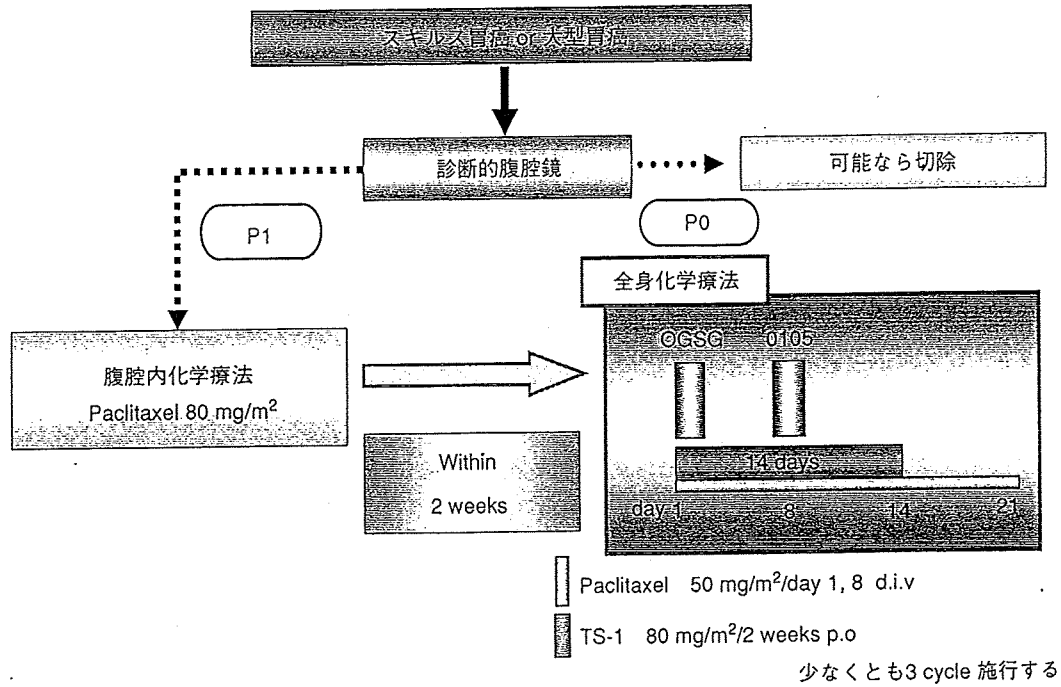 スキルス胃癌 or 大型胃癌
診断的腹腔鏡
可能なら切除
P1
P0
全身化学療法
腹腔内化学療法
Paclitaxel 80 mg/m²
Within
2 weeks
OGSG 0105
14 days
day 1 8 14 21
Paclitaxel 50 mg/m²/day 1, 8 d.i.v
TS-1 80 mg/m²/2 weeks p.o
少なくとも3 cycle 施行する